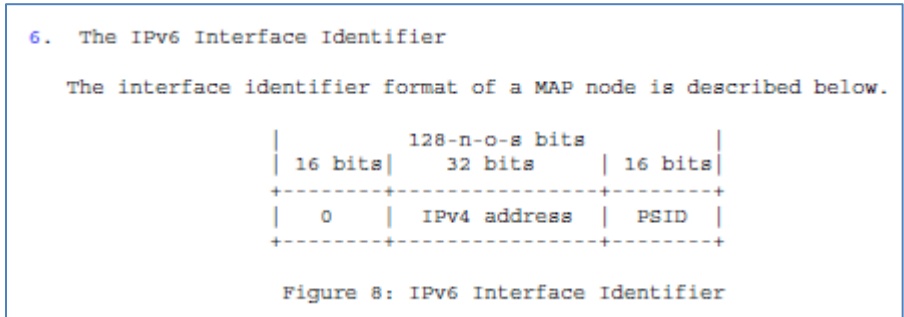 6.  The IPv6 Interface Identifier
The interface identifier format of a MAP node is described below.
|          128-n-o-s bits          |
| 16 bits|    32 bits     | 16 bits|
+--------+----------------+--------+
|   0    |  IPv4 address  |  PSID  |
+--------+----------------+--------+
Figure 8: IPv6 Interface Identifier